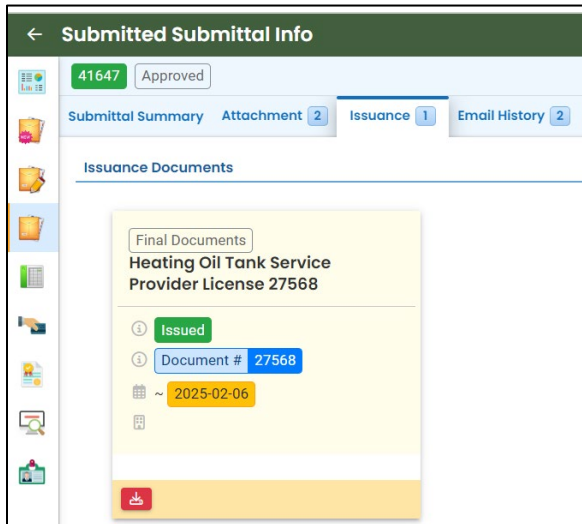 ← Submitted Submittal Info
41647 Approved
Submittal Summary Attachment 2 Issuance 1 Email History 2
Issuance Documents
Final Documents
Heating Oil Tank Service
Provider License 27568
Issued
Document # 27568
~ 2025-02-06